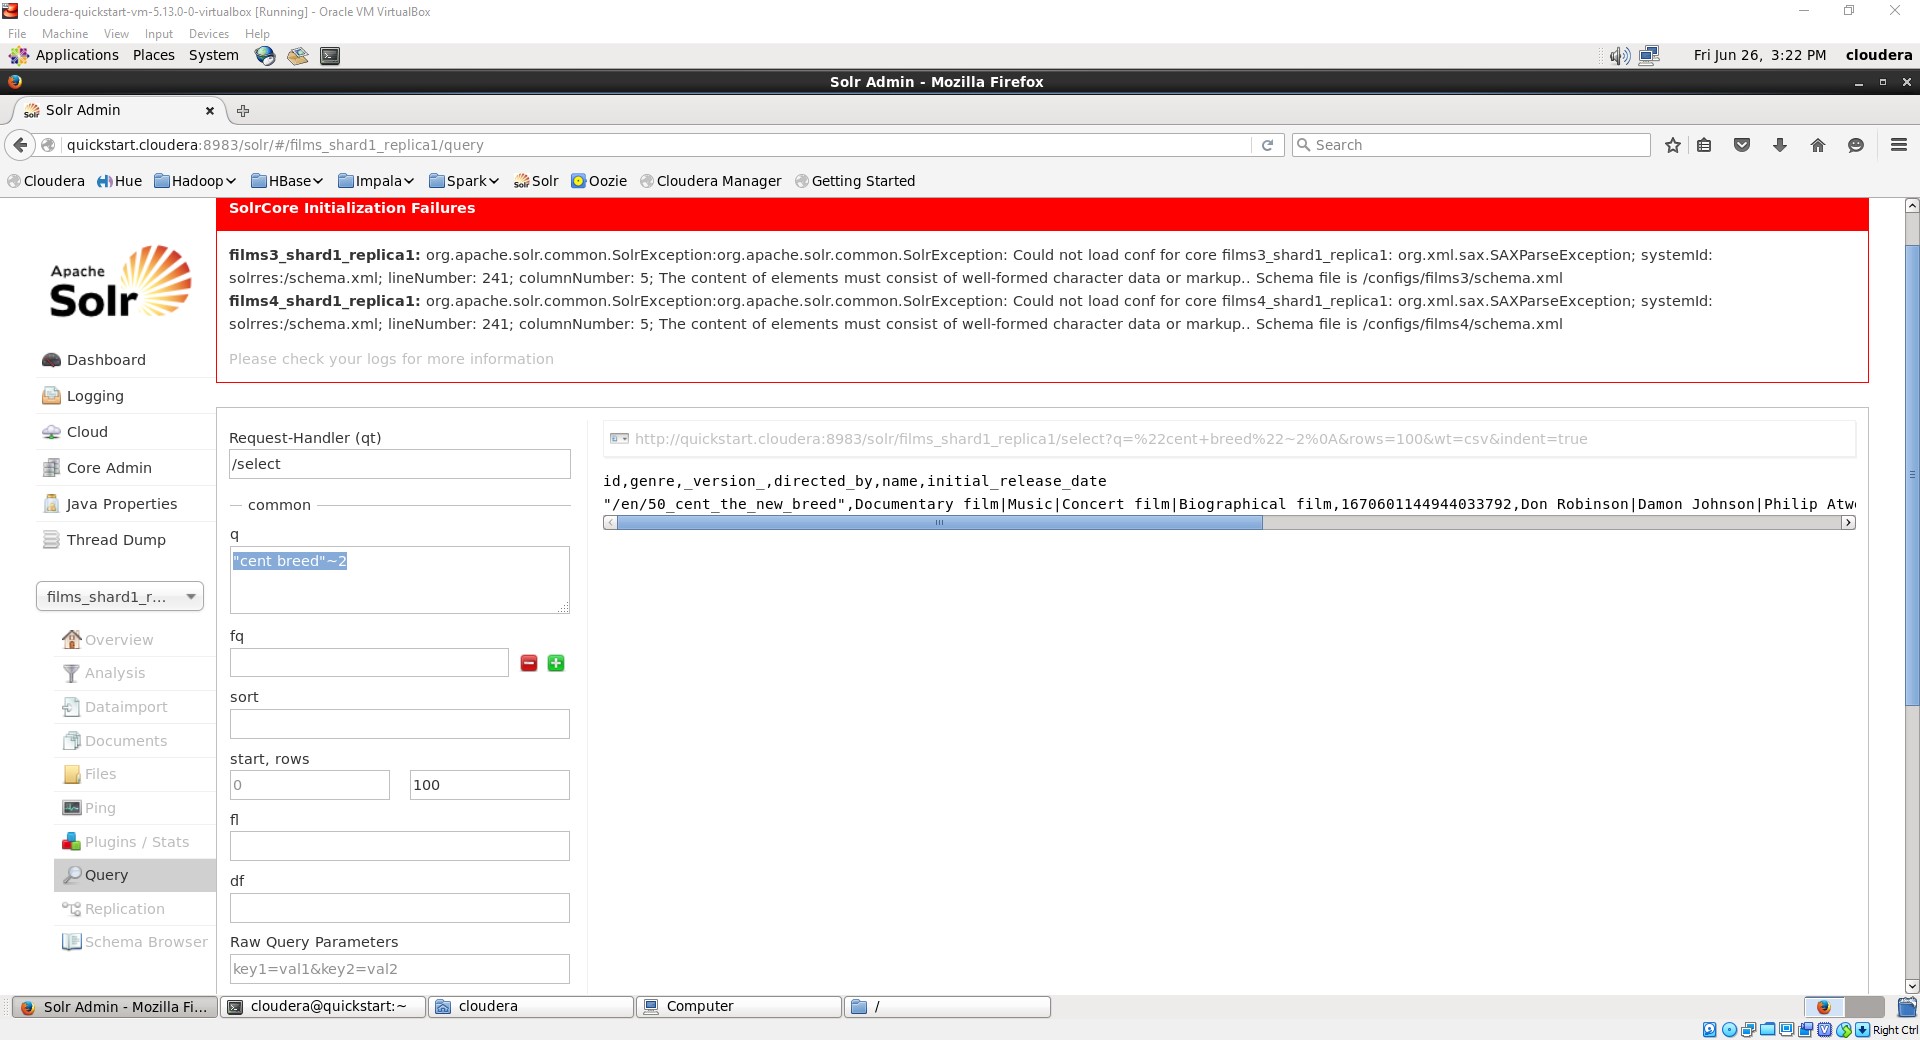 cloudera-quickstart-vm-5.13.0-0-virtualbox [Running] - Oracle VM VirtualBox
File Machine View Input Devices Help
Applications Places System Fri Jun 26, 3:22 PM cloudera
Solr Admin - Mozilla Firefox
Solr Admin
quickstart.cloudera:8983/solr/#/films_shard1_replica1/query Search
Cloudera Hue Hadoop HBase Impala Spark Solr Oozie Cloudera Manager Getting Started
SolrCore Initialization Failures
films3_shard1_replica1: org.apache.solr.common.SolrException:org.apache.solr.common.SolrException: Could not load conf for core films3_shard1_replica1: org.xml.sax.SAXParseException; systemId:
solrres:/schema.xml; lineNumber: 241; columnNumber: 5; The content of elements must consist of well-formed character data or markup.. Schema file is /configs/films3/schema.xml
films4_shard1_replica1: org.apache.solr.common.SolrException:org.apache.solr.common.SolrException: Could not load conf for core films4_shard1_replica1: org.xml.sax.SAXParseException; systemId:
solrres:/schema.xml; lineNumber: 241; columnNumber: 5; The content of elements must consist of well-formed character data or markup.. Schema file is /configs/films4/schema.xml
Please check your logs for more information
Apache
Solr
Dashboard
Logging
Cloud
Core Admin
Java Properties
Thread Dump
films_shard1_r...
Overview
Analysis
Dataimport
Documents
Files
Ping
Plugins / Stats
Query
Replication
Schema Browser
Request-Handler (qt)
/select
common
q
"cent breed"~2
fq
sort
start, rows
0 100
fl
df
Raw Query Parameters
key1=val1&key2=val2
http://quickstart.cloudera:8983/solr/films_shard1_replica1/select?q=%22cent+breed%22~2%0A&rows=100&wt=csv&indent=true
id,genre,_version_,directed_by,name,initial_release_date
"/en/50_cent_the_new_breed",Documentary film|Music|Concert film|Biographical film,1670601144944033792,Don Robinson|Damon Johnson|Philip Atw
Solr Admin - Mozilla Fi... cloudera@quickstart:~ cloudera Computer /
Right Ctrl